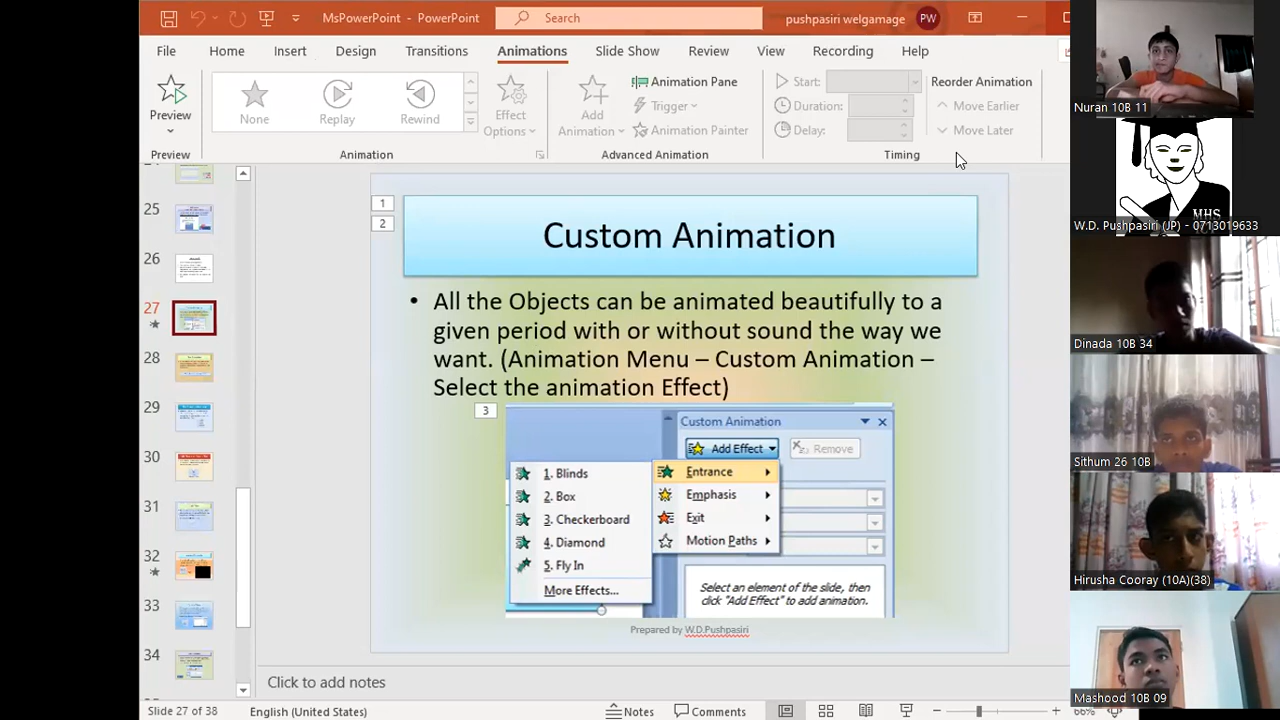 MsPowerPoint - PowerPoint
Search
pushpasiri welgamage
PW
File Home Insert Design Transitions Animations Slide Show Review View Recording Help
Preview
Preview
None
Replay
Rewind
Animation
Effect
Options
Add
Animation
Animation Pane
Trigger
Animation Painter
Advanced Animation
Start:
Duration:
Delay:
Reorder Animation
Move Earlier
Move Later
Timing
25
26
27
28
29
30
31
32
33
34
1
2
Custom Animation
• All the Objects can be animated beautifully to a
given period with or without sound the way we
want. (Animation Menu – Custom Animation –
Select the animation Effect)
3
Custom Animation
Add Effect
Remove
1. Blinds
2. Box
3. Checkerboard
4. Diamond
5. Fly In
More Effects...
Entrance
Emphasis
Exit
Motion Paths
Select an element of the slide, then
click "Add Effect" to add animation.
Prepared by W.D.Pushpasiri
Click to add notes
Slide 27 of 38
English (United States)
Notes
Comments
66%
Nuran 10B 11
MHS
ICT
W.D. Pushpasiri (JP) - 0713019633
Dinada 10B 34
Sithum 26 10B
Hirusha Cooray (10A)(38)
Mashood 10B 09